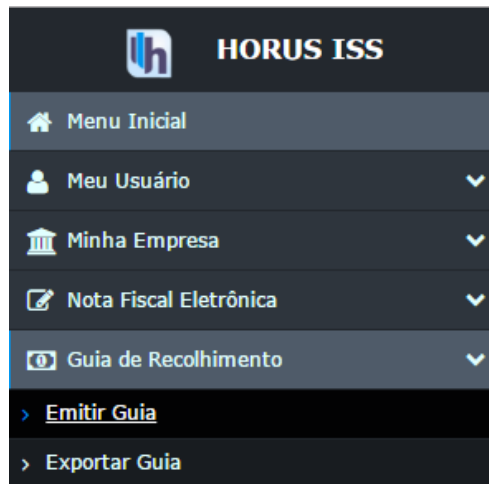 HORUS ISS
Menu Inicial
Meu Usuário
Minha Empresa
Nota Fiscal Eletrônica
Guia de Recolhimento
Emitir Guia
Exportar Guia